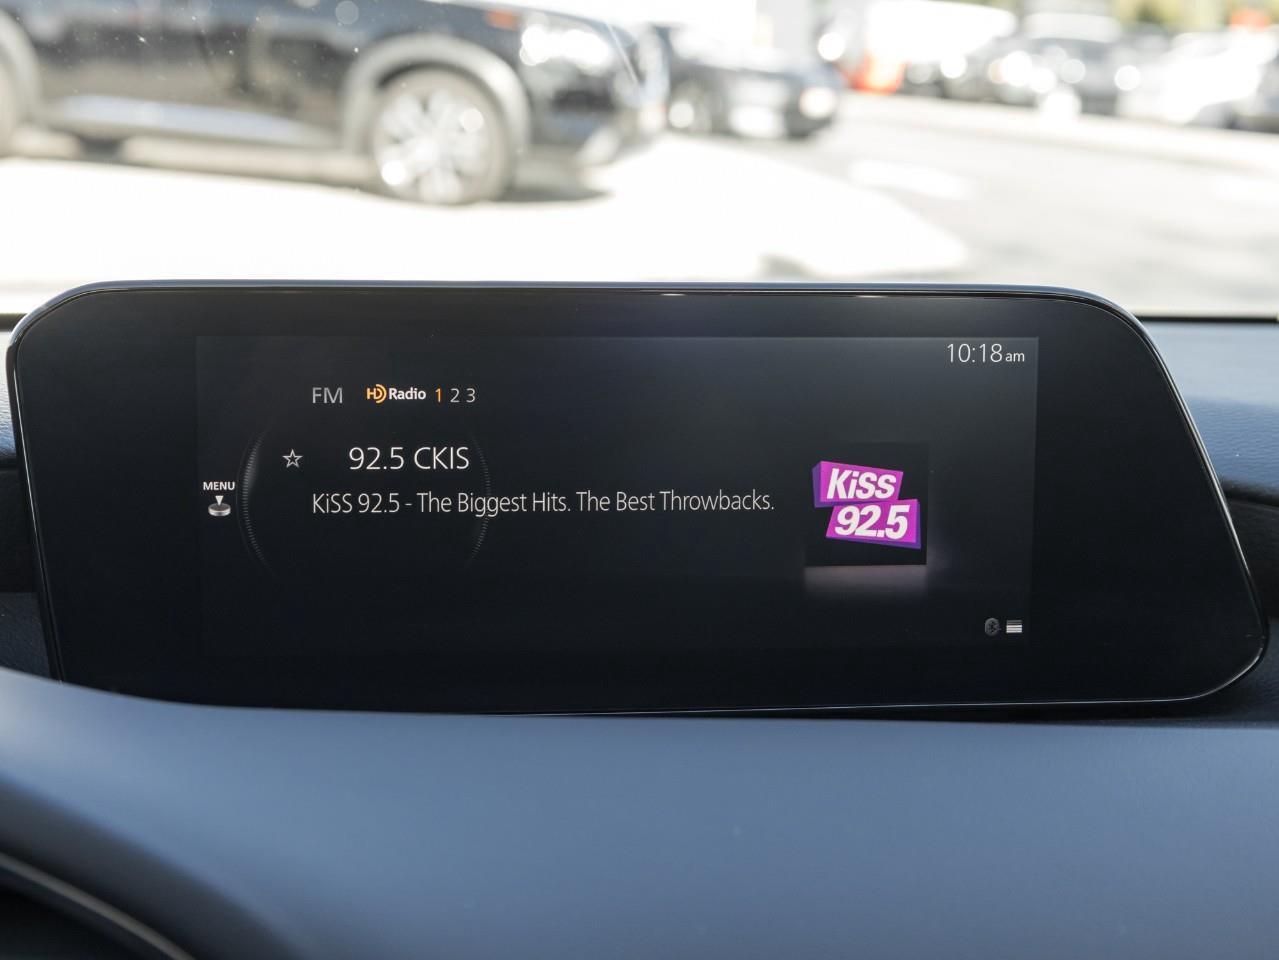 10:18 am
FM HD Radio 1 2 3
92.5 CKIS
MENU
KiSS 92.5 - The Biggest Hits. The Best Throwbacks.
KiSS
92.5